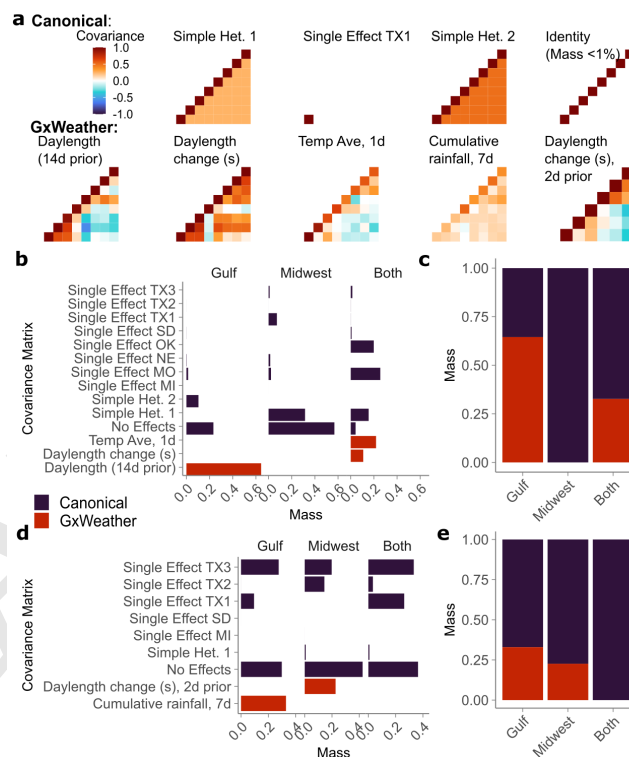 a Canonical:
Covariance
1.0
0.5
0.0
-0.5
-1.0
Simple Het. 1
Single Effect TX1
Simple Het. 2
Identity
(Mass <1%)
GxWeather:
Daylength
(14d prior)
Daylength
change (s)
Temp Ave, 1d
Cumulative
rainfall, 7d
Daylength
change (s),
2d prior
b
Gulf Midwest Both
Covariance Matrix
Single Effect TX3
Single Effect TX2
Single Effect TX1
Single Effect SD
Single Effect OK
Single Effect NE
Single Effect MO
Single Effect MI
Simple Het. 2
Simple Het. 1
No Effects
Temp Ave, 1d
Daylength change (s)
Daylength (14d prior)
0.0 0.2 0.4 0.6 0.8 0.0 0.2 0.4 0.6 0.8 0.0 0.2 0.4 0.6
Mass
c
Mass
1.00
0.75
0.50
0.25
0.00
Gulf Midwest Both
Canonical
GxWeather
d
Gulf Midwest Both
Covariance Matrix
Single Effect TX3
Single Effect TX2
Single Effect TX1
Single Effect SD
Single Effect MI
Simple Het. 1
No Effects
Daylength change (s), 2d prior
Cumulative rainfall, 7d
0.0 0.2 0.4 0.0 0.2 0.4 0.0 0.2 0.4
Mass
e
Mass
1.00
0.75
0.50
0.25
0.00
Gulf Midwest Both